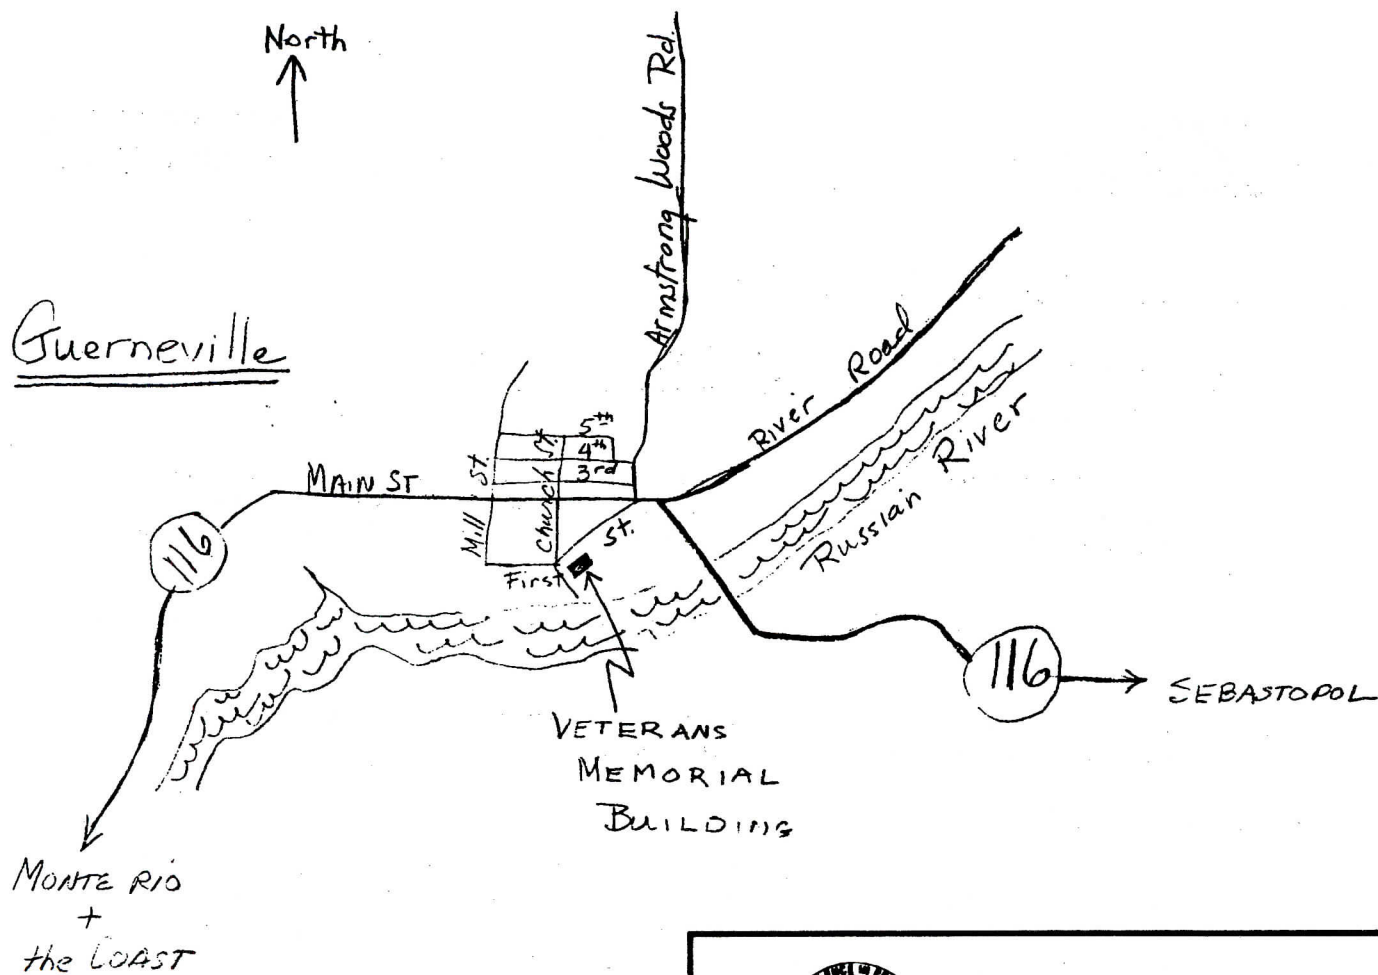 North
Armstrong Woods Rd.
Guerneville
River Road
Russian River
5th
4th
3rd
MAIN ST
Mill St.
Church St.
First St.
116
116
SEBASTOPOL
VETERANS
MEMORIAL
BUILDING
MONTE RIO
+
the COAST